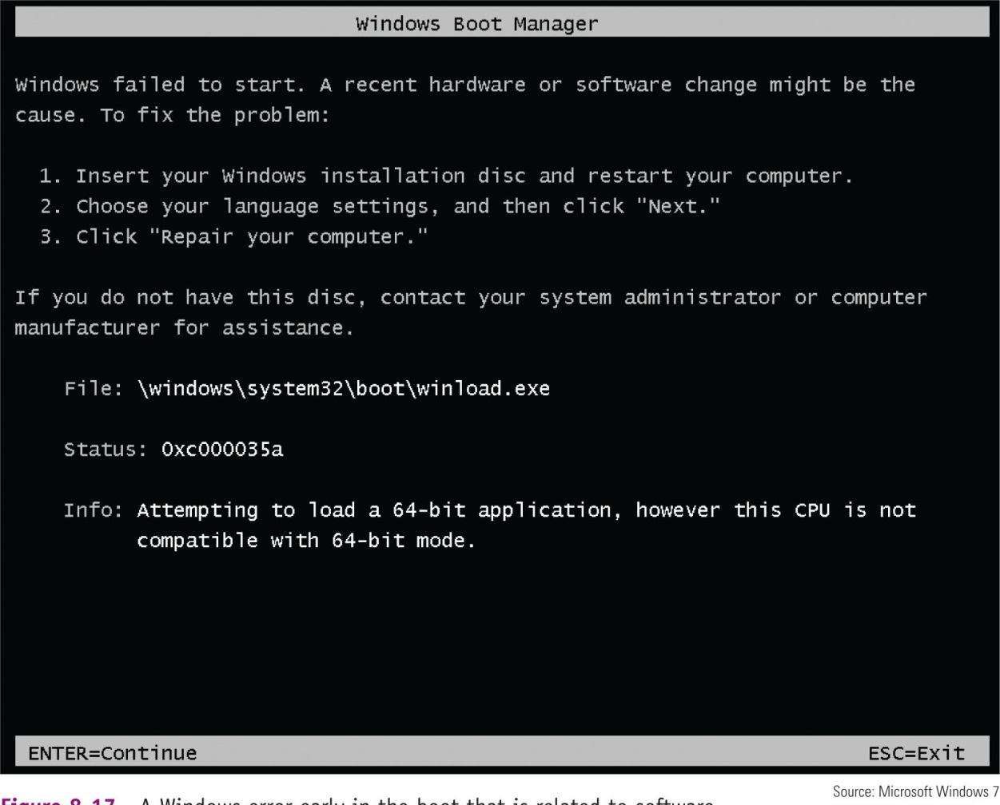 Windows Boot Manager
Windows failed to start. A recent hardware or software change might be the
cause. To fix the problem:
1. Insert your Windows installation disc and restart your computer.
2. Choose your language settings, and then click "Next."
3. Click "Repair your computer."
If you do not have this disc, contact your system administrator or computer
manufacturer for assistance.
File: \windows\system32\boot\winload.exe
Status: 0xc000035a
Info: Attempting to load a 64-bit application, however this CPU is not
compatible with 64-bit mode.
ENTER=Continue ESC=Exit
Source: Microsoft Windows 7
Figure 8-17 A Windows error early in the boot that is related to software